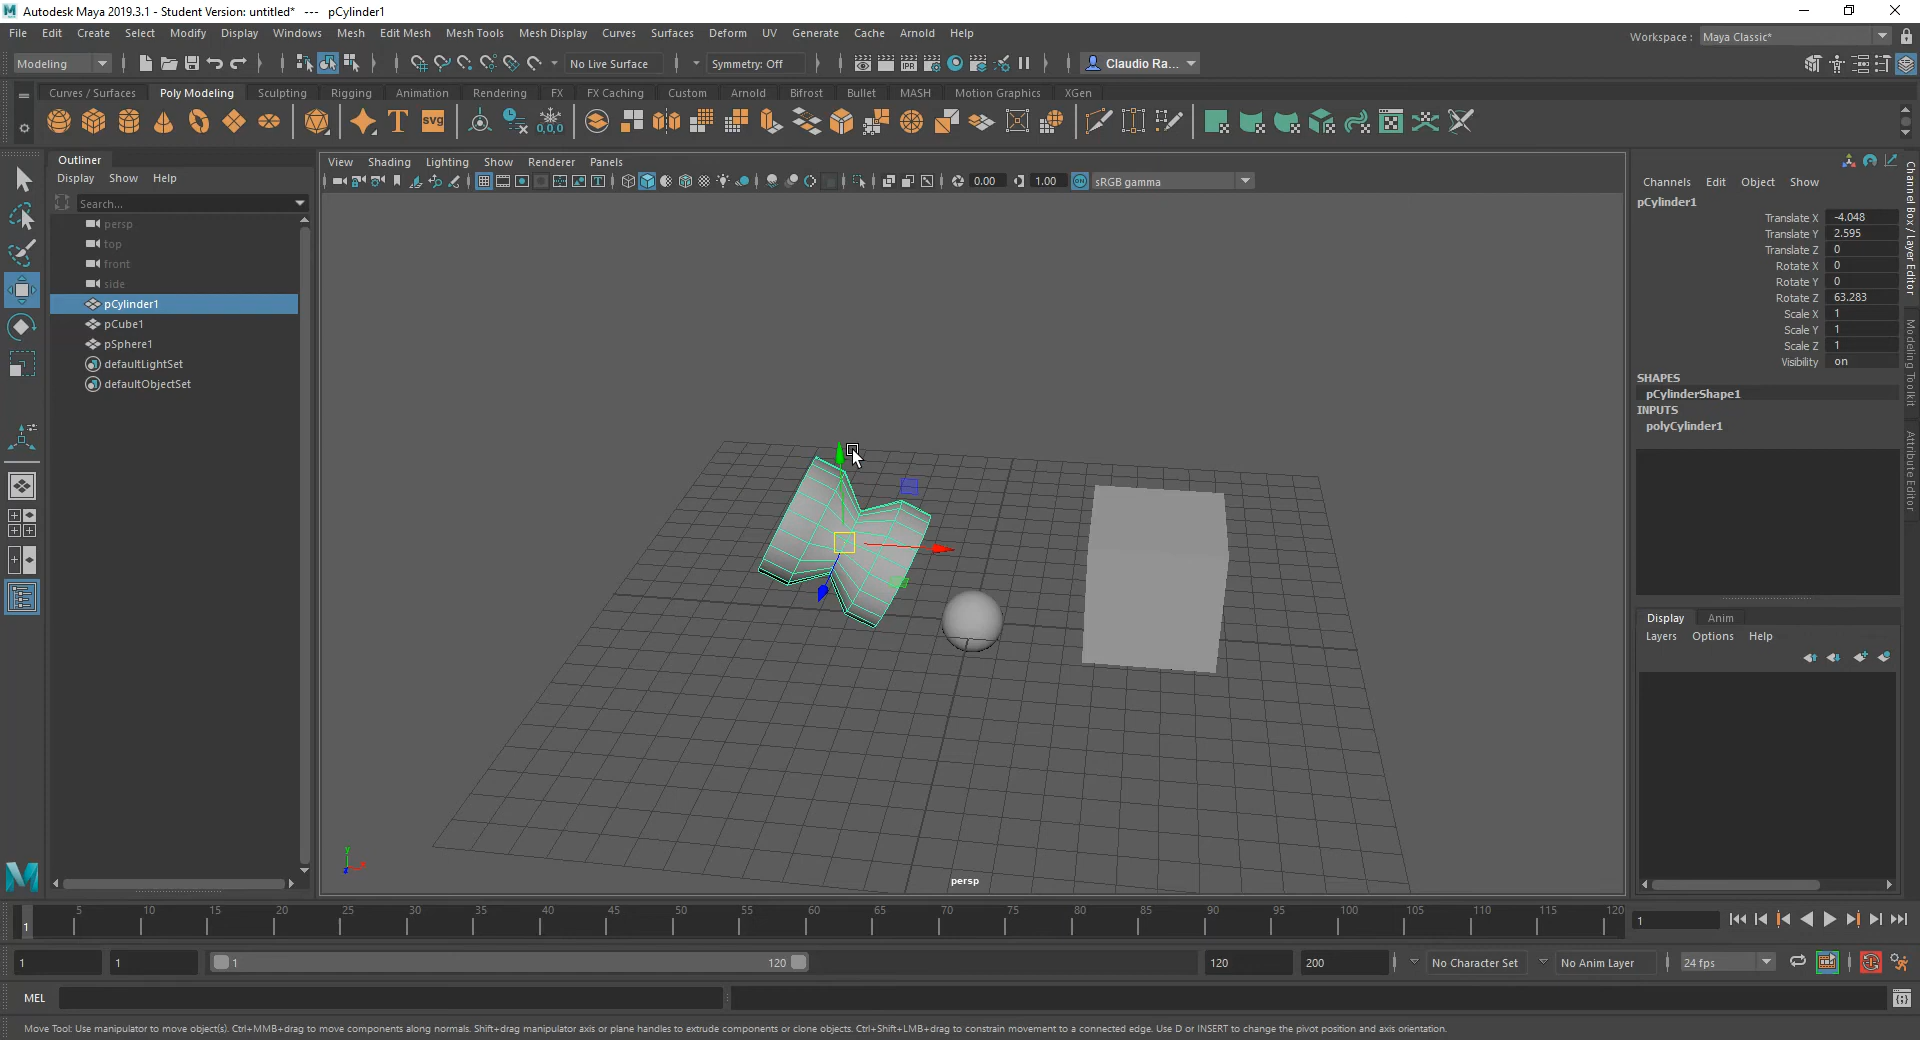 Autodesk Maya 2019.3.1 - Student Version: untitled* --- pCylinder1
File Edit Create Select Modify Display Windows Mesh Edit Mesh Mesh Tools Mesh Display Curves Surfaces Deform UV Generate Cache Arnold Help
Workspace : Maya Classic*
Modeling No Live Surface Symmetry: Off Claudio Ra...
Curves / Surfaces Poly Modeling Sculpting Rigging Animation Rendering FX FX Caching Custom Arnold Bifrost Bullet MASH Motion Graphics XGen
T svg 0,0,0
Outliner
Display Show Help
Search...
persp
top
front
side
pCylinder1
pCube1
pSphere1
defaultLightSet
defaultObjectSet
View Shading Lighting Show Renderer Panels
0.00 1.00 ON sRGB gamma
persp
Channels Edit Object Show
pCylinder1
Translate X -4.048
Translate Y 2.595
Translate Z 0
Rotate X 0
Rotate Y 0
Rotate Z 63.283
Scale X 1
Scale Y 1
Scale Z 1
Visibility on
SHAPES
pCylinderShape1
INPUTS
polyCylinder1
Channel Box / Layer Editor
Modeling Toolkit
Attribute Editor
Display Anim
Layers Options Help
5 10 15 20 25 30 35 40 45 50 55 60 65 70 75 80 85 90 95 100 105 110 115 120
1 1
1 1 1 120 120 200 No Character Set No Anim Layer 24 fps
MEL
Move Tool: Use manipulator to move object(s). Ctrl+MMB+drag to move components along normals. Shift+drag manipulator axis or plane handles to extrude components or clone objects. Ctrl+Shift+LMB+drag to constrain movement to a connected edge. Use D or INSERT to change the pivot position and axis orientation.